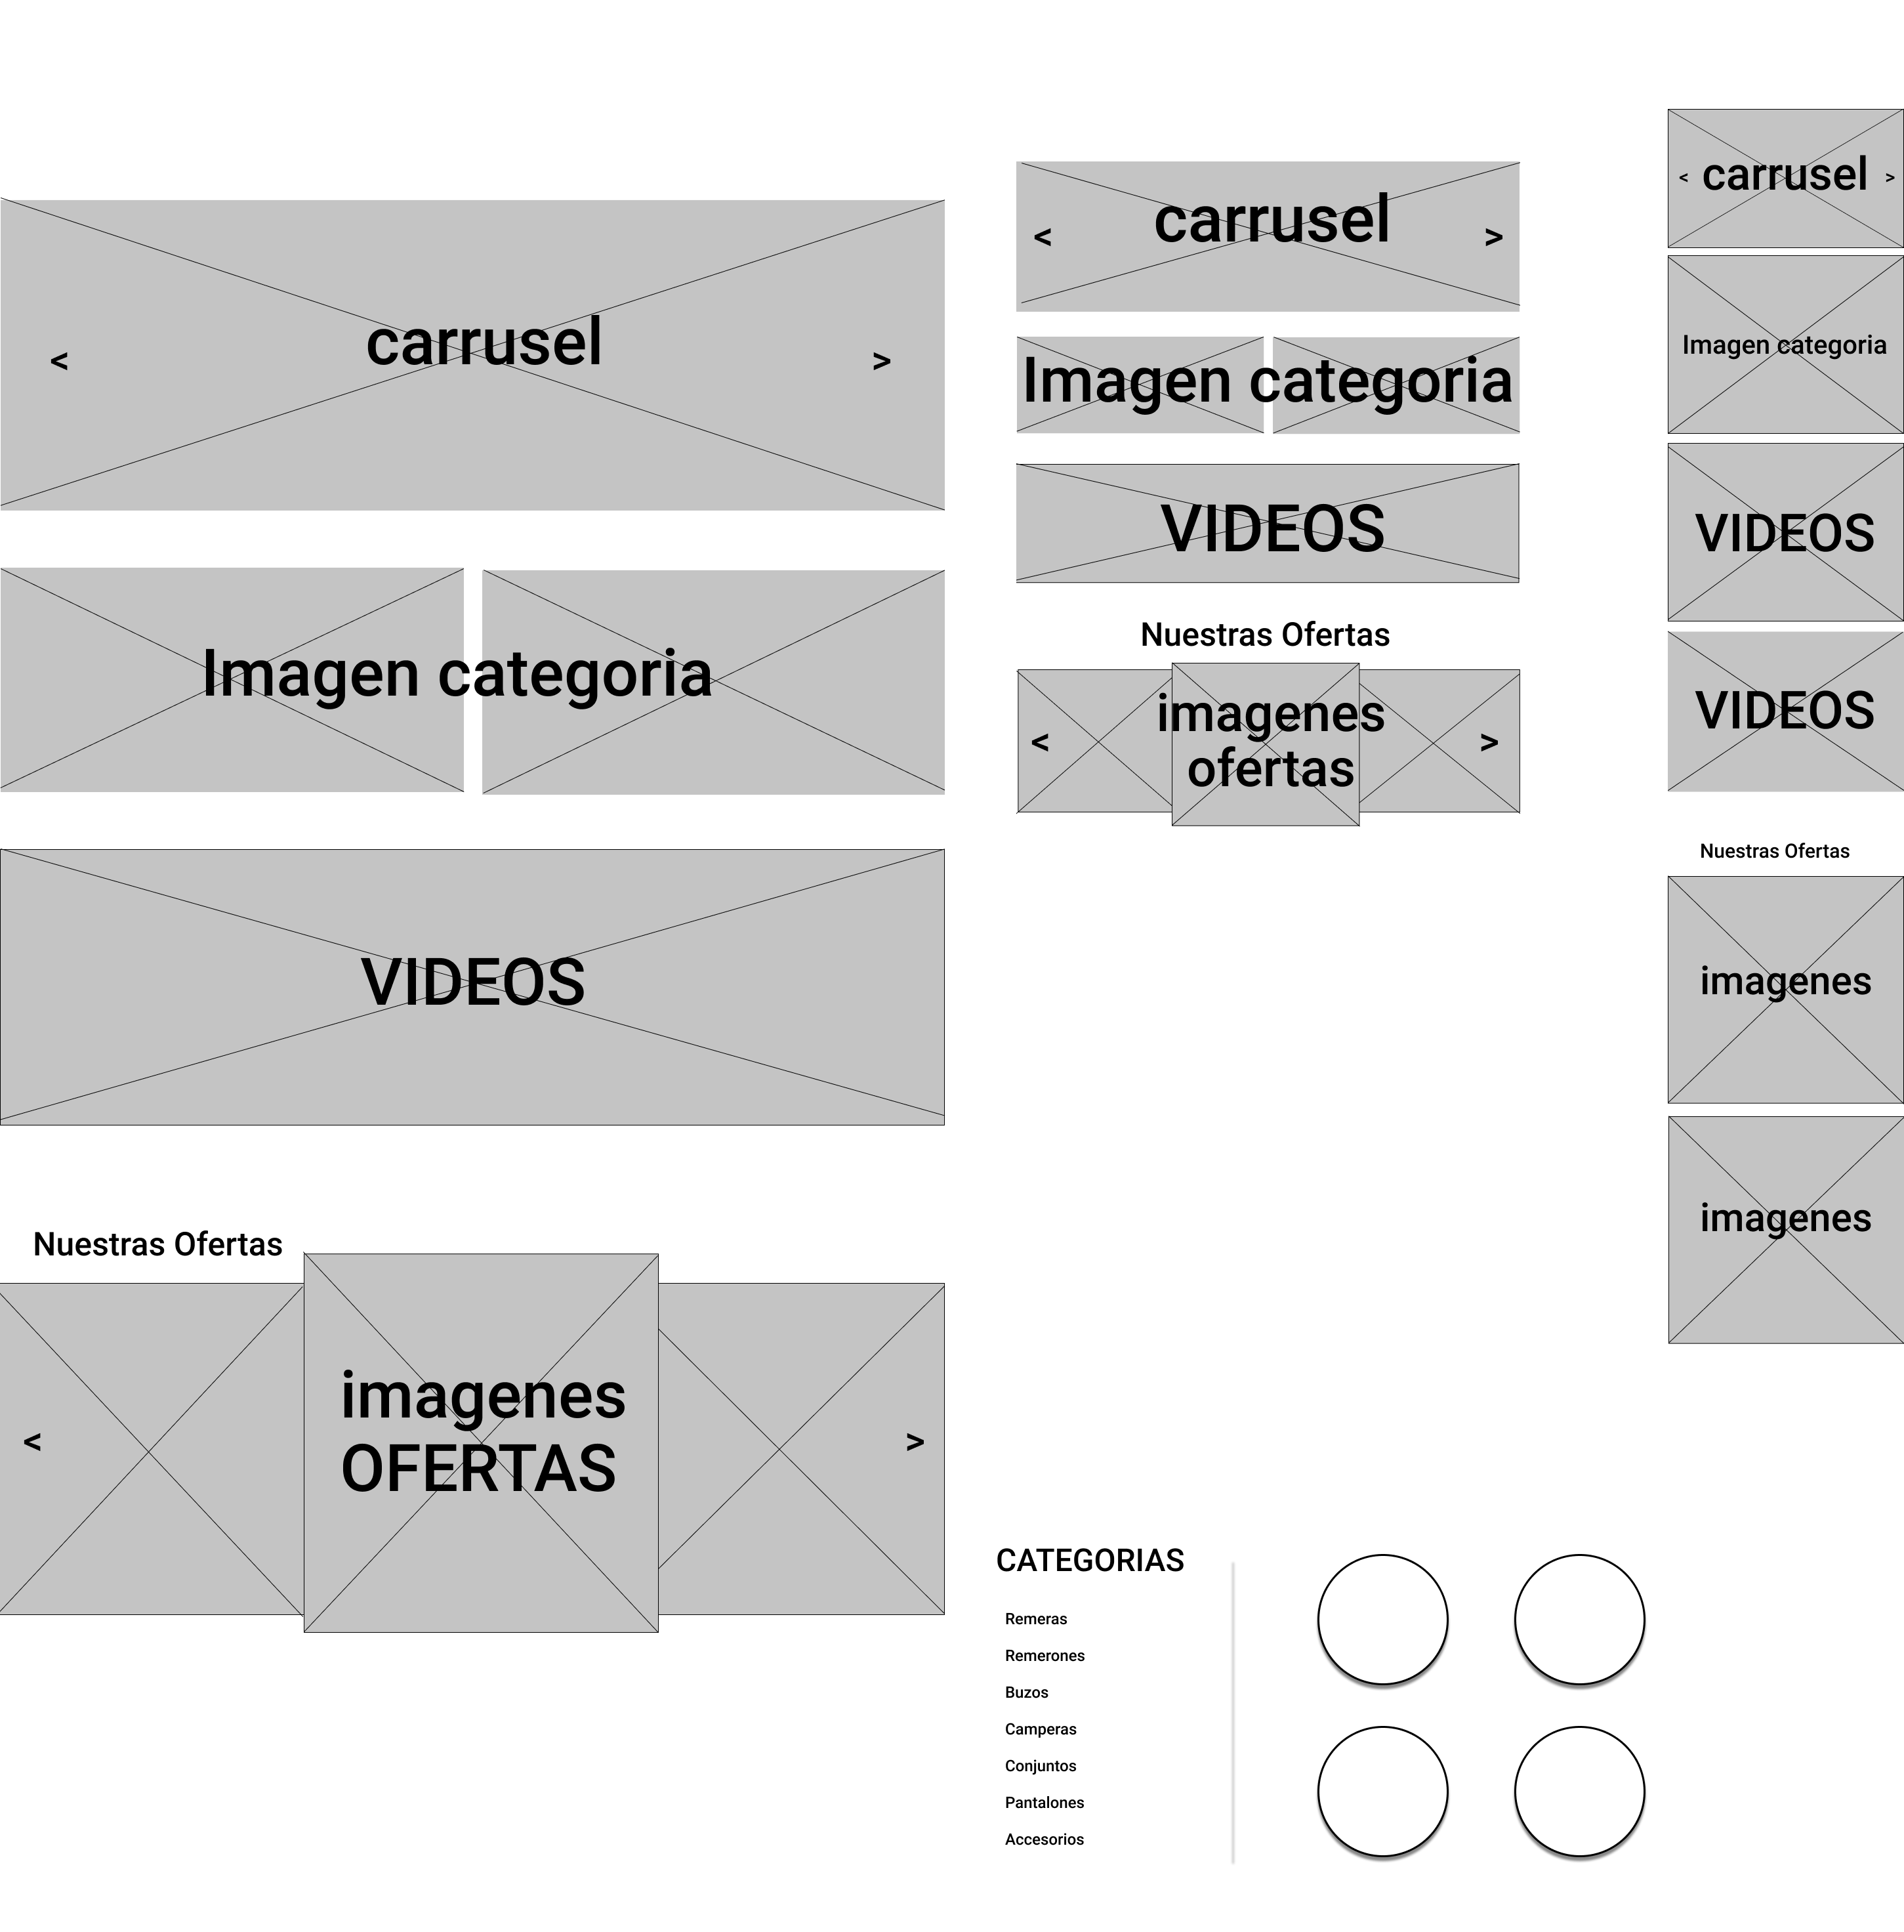 carrusel
<
>
Imagen categoria
VIDEOS
Nuestras Ofertas
imagenes
OFERTAS
<
>
carrusel
<
>
Imagen categoria
VIDEOS
Nuestras Ofertas
imagenes
ofertas
<
>
< carrusel >
Imagen categoria
VIDEOS
VIDEOS
Nuestras Ofertas
imagenes
imagenes
CATEGORIAS
Remeras
Remerones
Buzos
Camperas
Conjuntos
Pantalones
Accesorios